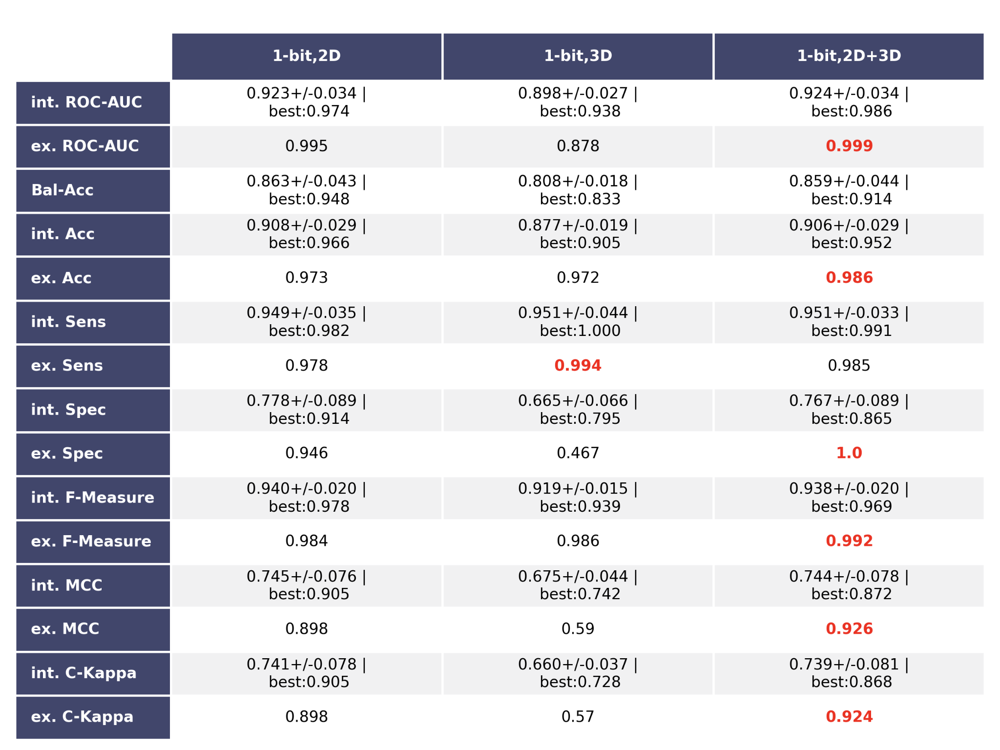 1-bit,2D 1-bit,3D 1-bit,2D+3D
int. ROC-AUC 0.923+/-0.034 | best:0.974 0.898+/-0.027 | best:0.938 0.924+/-0.034 | best:0.986
ex. ROC-AUC 0.995 0.878 0.999
Bal-Acc 0.863+/-0.043 | best:0.948 0.808+/-0.018 | best:0.833 0.859+/-0.044 | best:0.914
int. Acc 0.908+/-0.029 | best:0.966 0.877+/-0.019 | best:0.905 0.906+/-0.029 | best:0.952
ex. Acc 0.973 0.972 0.986
int. Sens 0.949+/-0.035 | best:0.982 0.951+/-0.044 | best:1.000 0.951+/-0.033 | best:0.991
ex. Sens 0.978 0.994 0.985
int. Spec 0.778+/-0.089 | best:0.914 0.665+/-0.066 | best:0.795 0.767+/-0.089 | best:0.865
ex. Spec 0.946 0.467 1.0
int. F-Measure 0.940+/-0.020 | best:0.978 0.919+/-0.015 | best:0.939 0.938+/-0.020 | best:0.969
ex. F-Measure 0.984 0.986 0.992
int. MCC 0.745+/-0.076 | best:0.905 0.675+/-0.044 | best:0.742 0.744+/-0.078 | best:0.872
ex. MCC 0.898 0.59 0.926
int. C-Kappa 0.741+/-0.078 | best:0.905 0.660+/-0.037 | best:0.728 0.739+/-0.081 | best:0.868
ex. C-Kappa 0.898 0.57 0.924